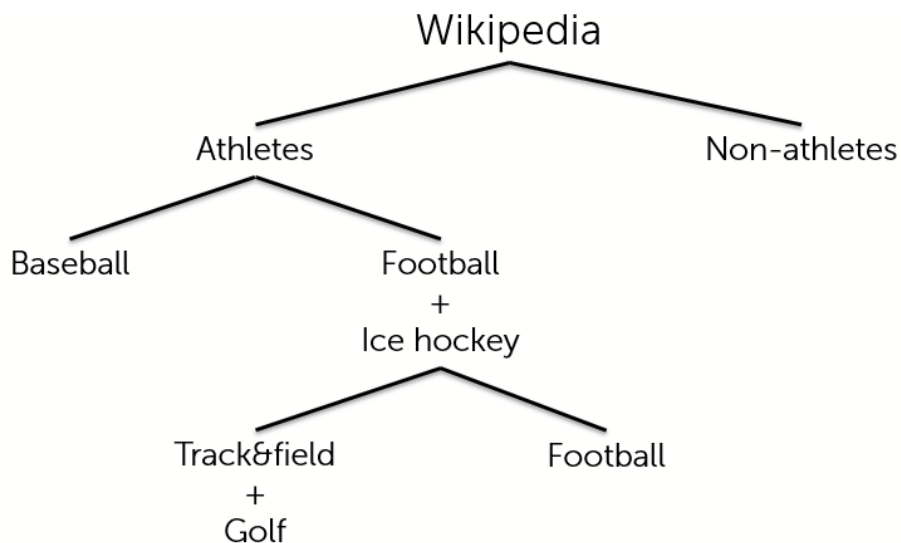 Wikipedia
Athletes
Non-athletes
Baseball
Football
+
Ice hockey
Track&field
+
Golf
Football